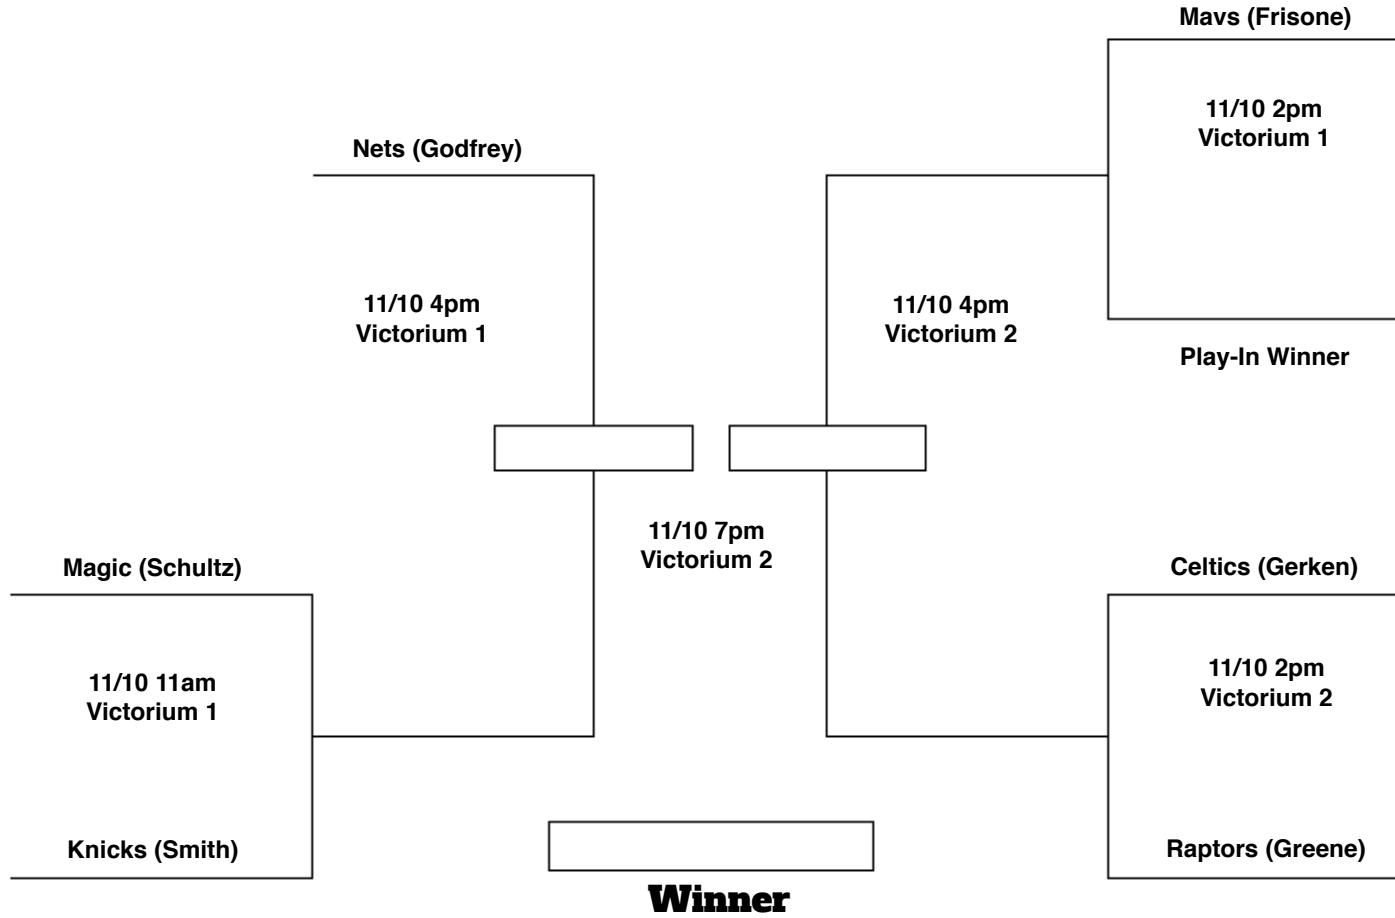 Mavs (Frisone)
11/10 2pm
Victorium 1
Nets (Godfrey)
11/10 4pm
Victorium 1
11/10 4pm
Victorium 2
Play-In Winner
11/10 7pm
Victorium 2
Magic (Schultz)
Celtics (Gerken)
11/10 11am
Victorium 1
11/10 2pm
Victorium 2
Knicks (Smith)
Raptors (Greene)
Winner